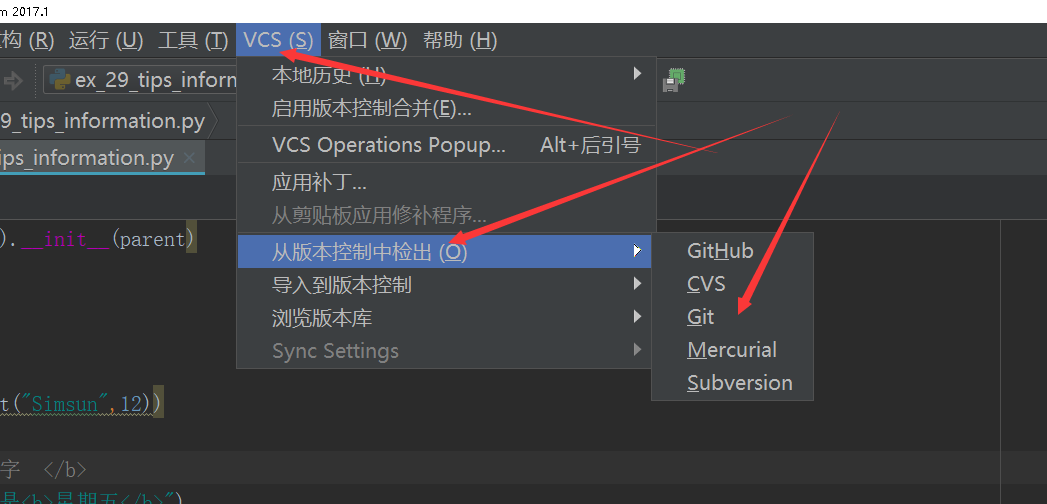 m 2017.1
构 (R) 运行 (U) 工具 (T) VCS (S) 窗口 (W) 帮助 (H)
ex_29_tips_inform
9_tips_information.py
ips_information.py
本地历史 (H)
启用版本控制合并(E)...
VCS Operations Popup... Alt+后引号
应用补丁...
从剪贴板应用修补程序...
从版本控制中检出 (O)
导入到版本控制
浏览版本库
Sync Settings
GitHub
CVS
Git
Mercurial
Subversion
).__init__(parent)
t("Simsun",12))
字 </b>
是<b>星期五</b>")